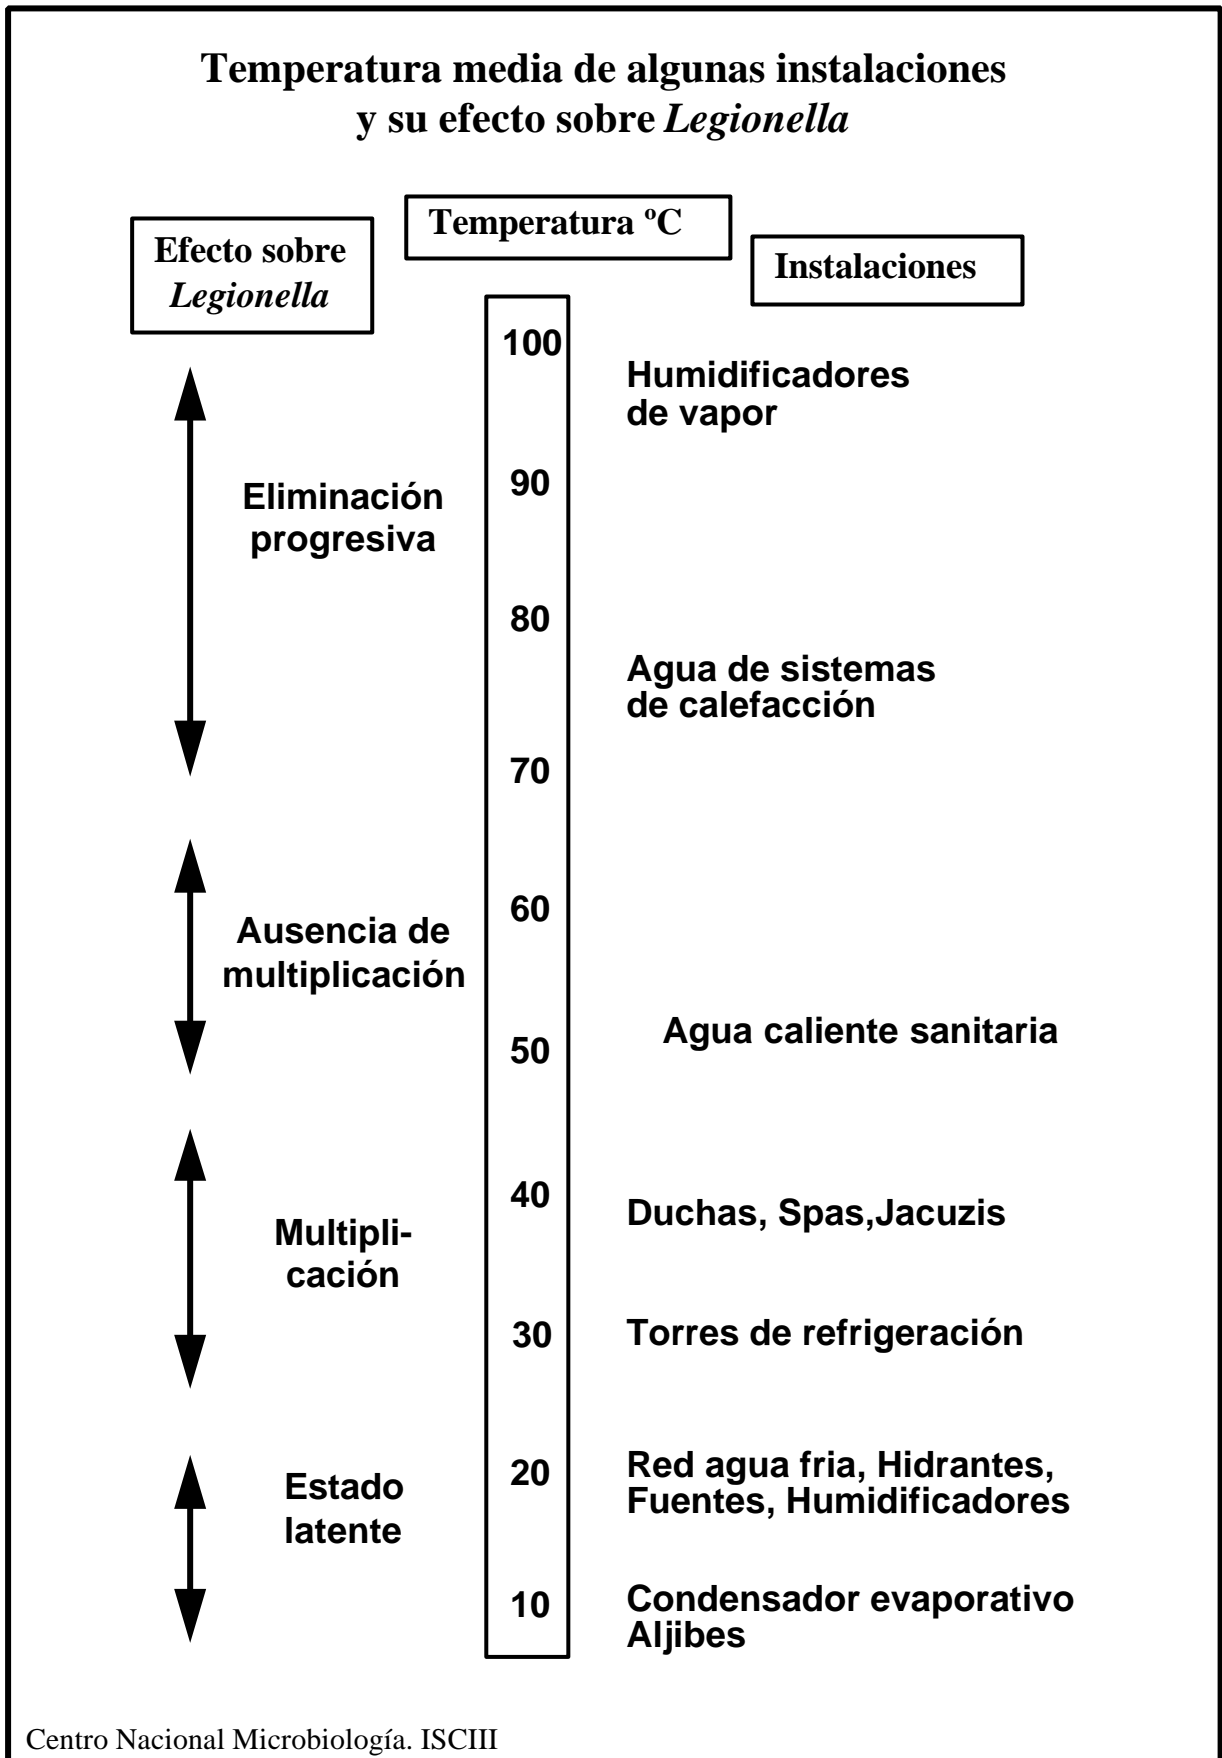 Temperatura media de algunas instalaciones
y su efecto sobre Legionella
Efecto sobre
Legionella
Temperatura ºC
Instalaciones
100
Humidificadores
de vapor
Eliminación
progresiva
90
80
Agua de sistemas
de calefacción
70
60
Ausencia de
multiplicación
Agua caliente sanitaria
50
40
Duchas, Spas,Jacuzis
Multipli-
cación
30
Torres de refrigeración
20
Red agua fria, Hidrantes,
Fuentes, Humidificadores
Estado
latente
10
Condensador evaporativo
Aljibes
Centro Nacional Microbiología. ISCIII